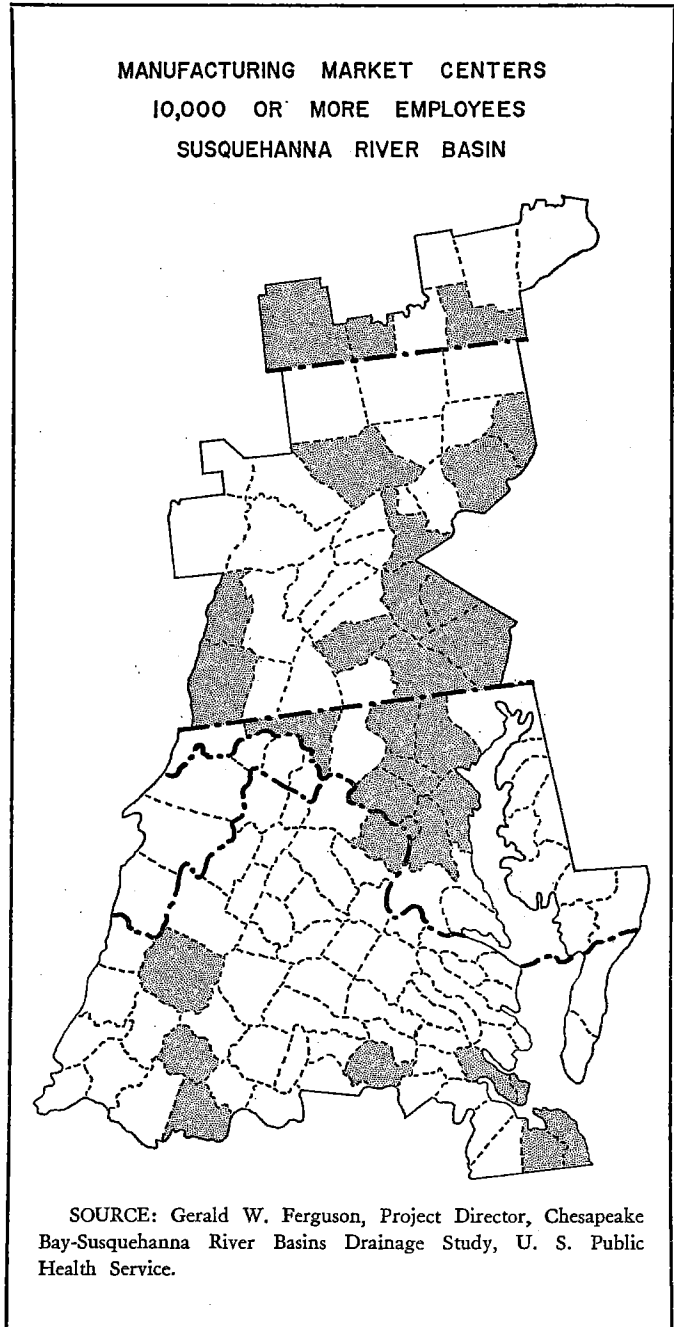 MANUFACTURING MARKET CENTERS
10,000 OR MORE EMPLOYEES
SUSQUEHANNA RIVER BASIN
SOURCE: Gerald W. Ferguson, Project Director, Chesapeake
Bay-Susquehanna River Basins Drainage Study, U. S. Public
Health Service.